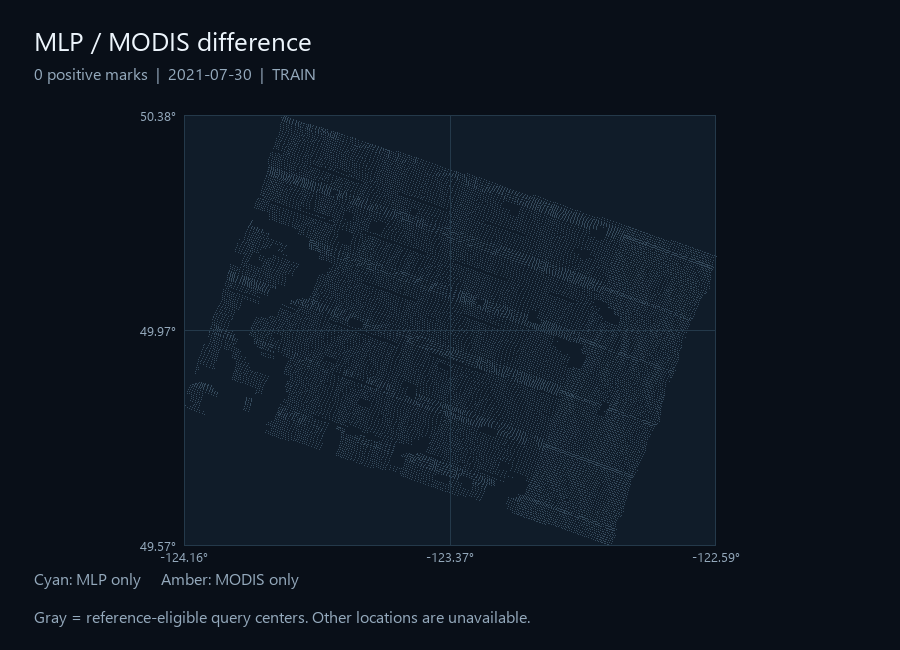 MLP / MODIS difference
0 positive marks | 2021-07-30 | TRAIN
50.38°
49.97°
49.57°
-124.16° -123.37° -122.59°
Cyan: MLP only Amber: MODIS only
Gray = reference-eligible query centers. Other locations are unavailable.